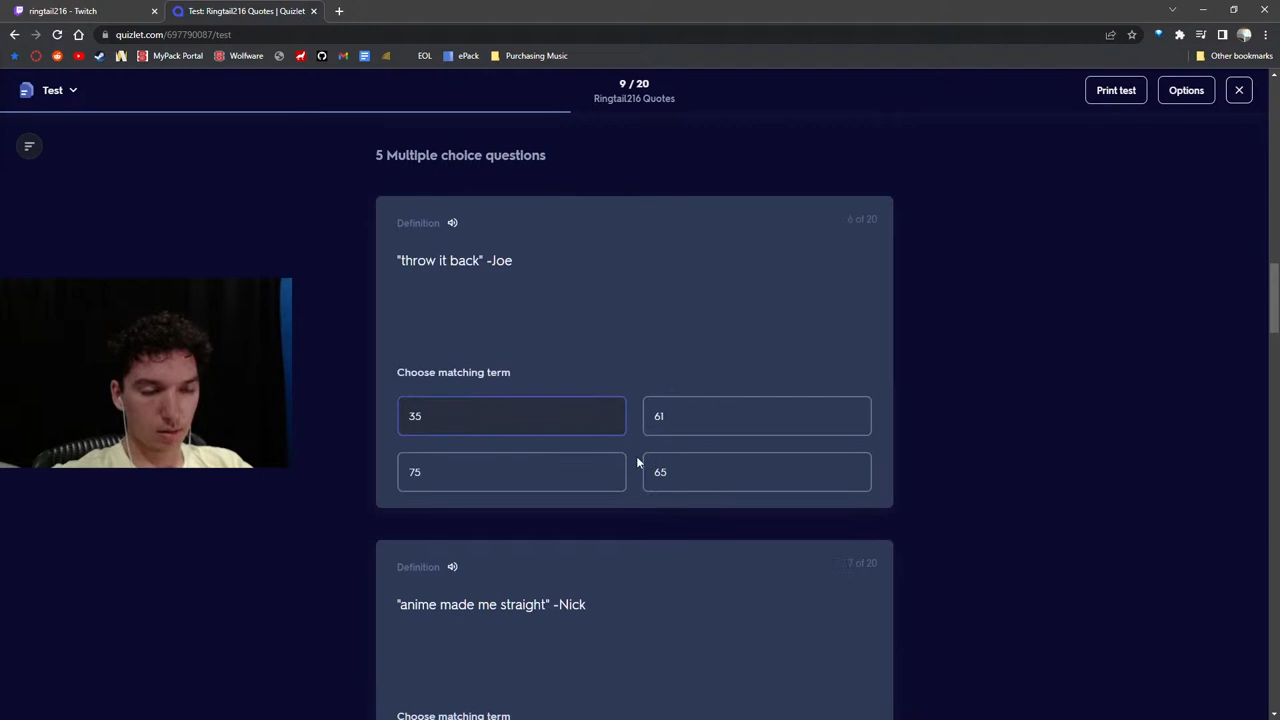 ringtail216 - Twitch
Test: Ringtail216 Quotes | Quizlet
quizlet.com/697790087/test
MyPack Portal
Wolfware
EOL
ePack
Purchasing Music
Other bookmarks
Test
9 / 20
Ringtail216 Quotes
Print test
Options
5 Multiple choice questions
Definition
6 of 20
"throw it back" -Joe
Choose matching term
35
61
75
65
Definition
7 of 20
"anime made me straight" -Nick
Choose matching term